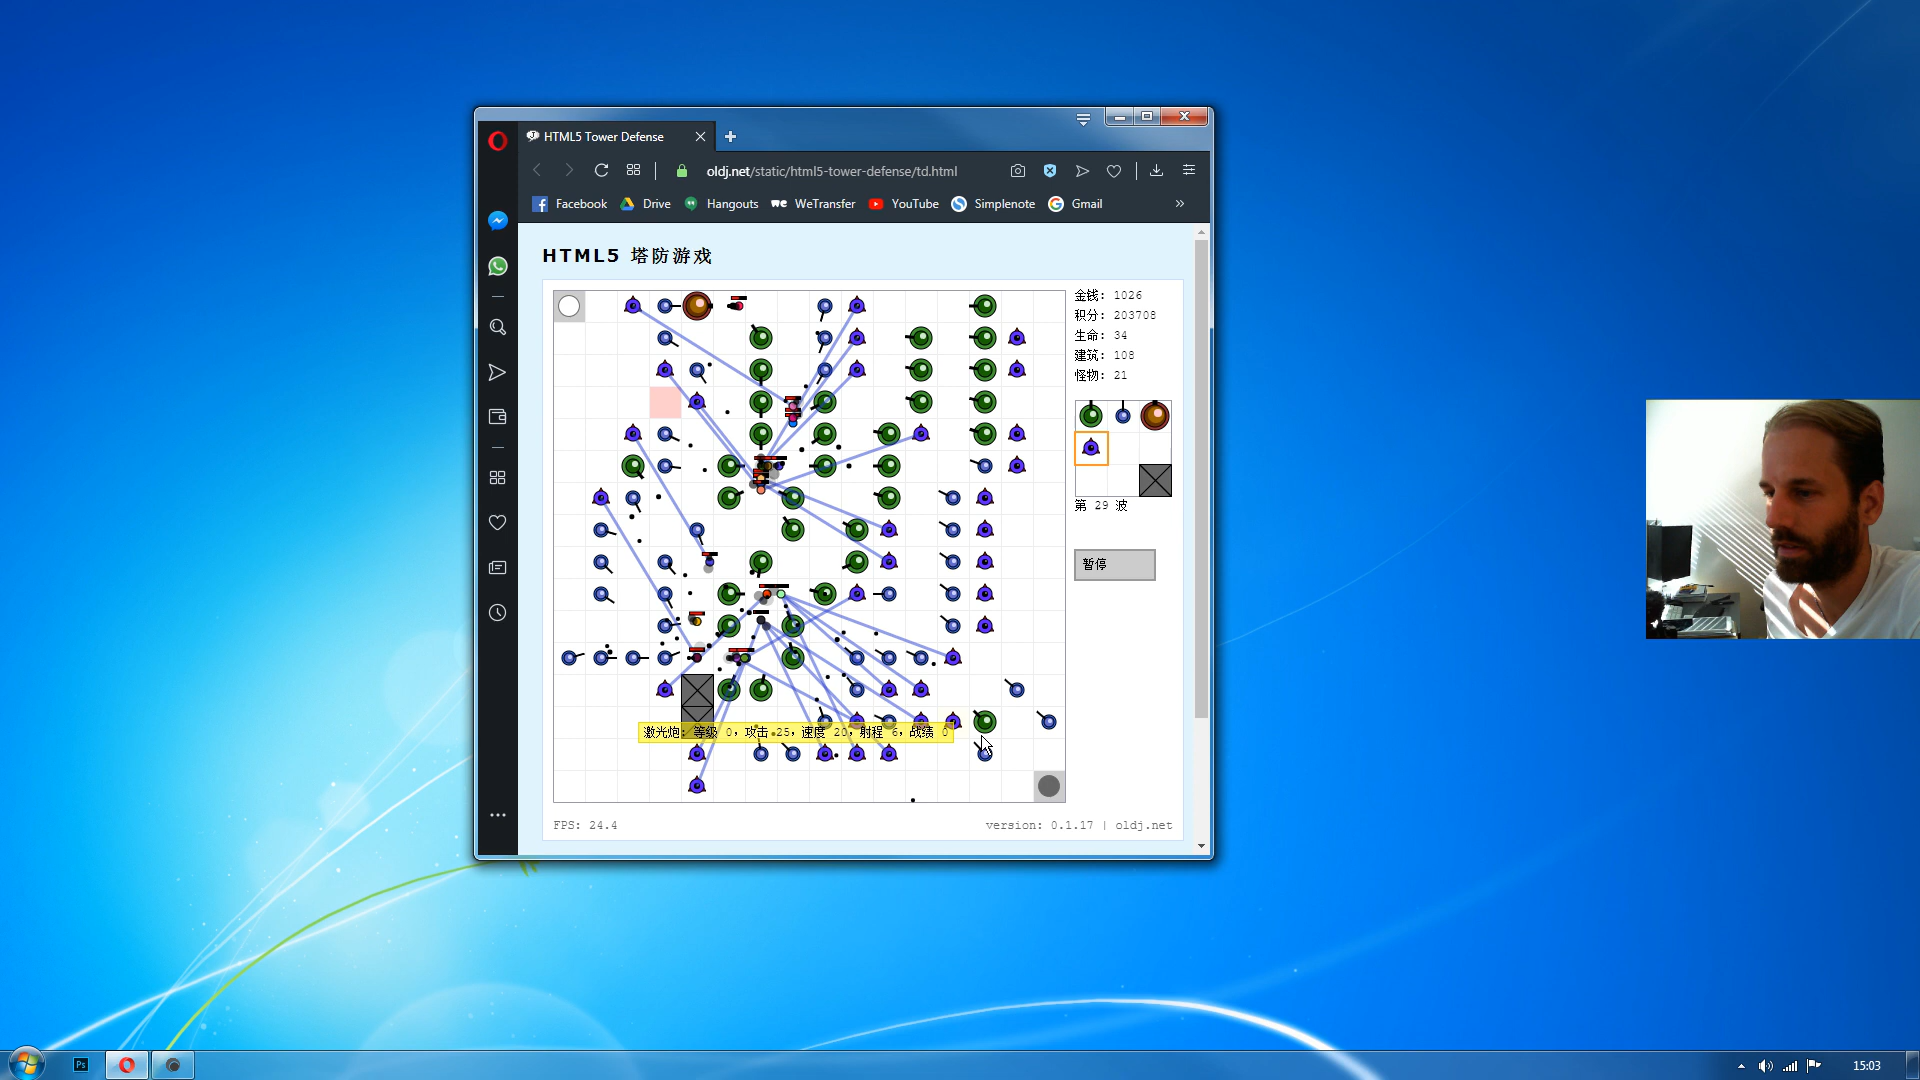 HTML5 Tower Defense
oldj.net/static/html5-tower-defense/td.html
Facebook Drive Hangouts WeTransfer YouTube Simplenote Gmail »
HTML5 塔防游戏
金钱: 1026
积分: 203708
生命: 34
建筑: 108
怪物: 21
第 29 波
暂停
激光炮: 等级 0, 攻击 25, 速度 20, 射程 6, 战绩 0
FPS: 24.4
version: 0.1.17 | oldj.net
Ps
15:03